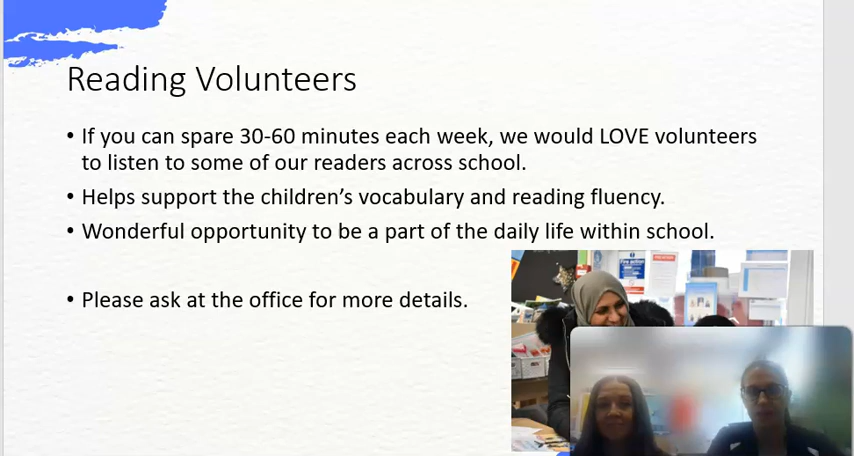 Reading Volunteers
• If you can spare 30-60 minutes each week, we would LOVE volunteers
to listen to some of our readers across school.
• Helps support the children’s vocabulary and reading fluency.
• Wonderful opportunity to be a part of the daily life within school.
• Please ask at the office for more details.
Fire action